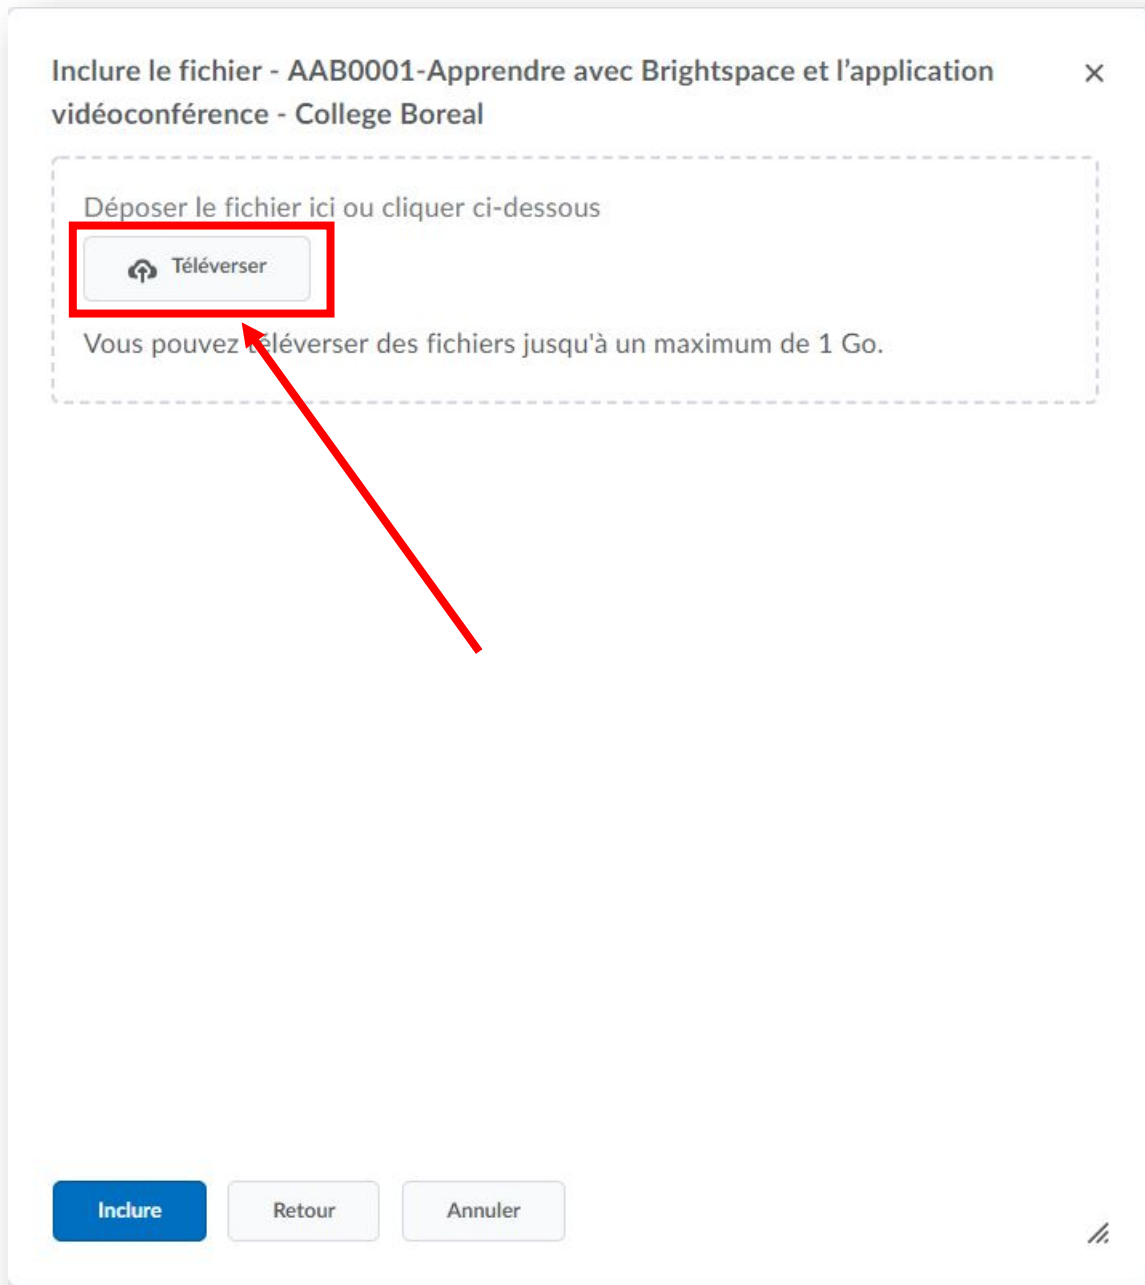 Inclure le fichier - AAB0001-Apprendre avec Brightspace et l’application
vidéoconférence - College Boreal
Déposer le fichier ici ou cliquer ci-dessous
Téléverser
Vous pouvez téléverser des fichiers jusqu'à un maximum de 1 Go.
Inclure
Retour
Annuler